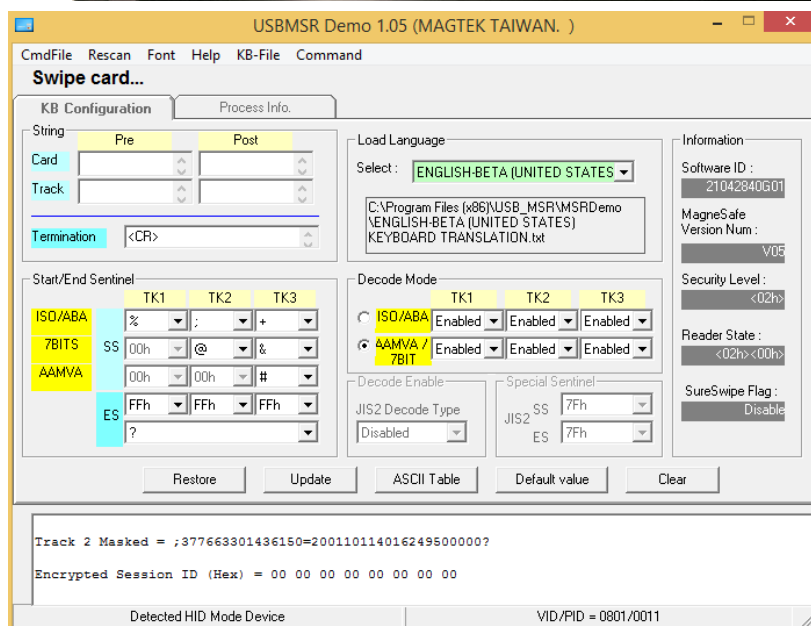 USBMSR Demo 1.05 (MAGTEK TAIWAN. )
CmdFile Rescan Font Help KB-File Command
Swipe card...
KB Configuration Process Info.
String
Pre Post
Card
Track
Termination <CR>
Load Language
Select : ENGLISH-BETA (UNITED STATES
C:\Program Files (x86)\USB_MSR\MSRDemo
\ENGLISH-BETA (UNITED STATES)
KEYBOARD TRANSLATION.txt
Information
Software ID :
21042840G01
MagneSafe
Version Num :
V05
Security Level :
<02h>
Reader State :
<02h><00h>
SureSwipe Flag :
Disable
Start/End Sentinel
TK1 TK2 TK3
ISO/ABA % ; +
7BITS SS 00h @ &
AAMVA 00h 00h #
ES FFh FFh FFh
?
Decode Mode
TK1 TK2 TK3
ISO/ABA Enabled Enabled Enabled
AAMVA / 7BIT Enabled Enabled Enabled
Decode Enable
JIS2 Decode Type
Disabled
Special Sentinel
JIS2 SS 7Fh
ES 7Fh
Restore Update ASCII Table Default value Clear
Track 2 Masked = ;377663301436150=200110114016249500000?
Encrypted Session ID (Hex) = 00 00 00 00 00 00 00 00
Detected HID Mode Device VID/PID = 0801/0011